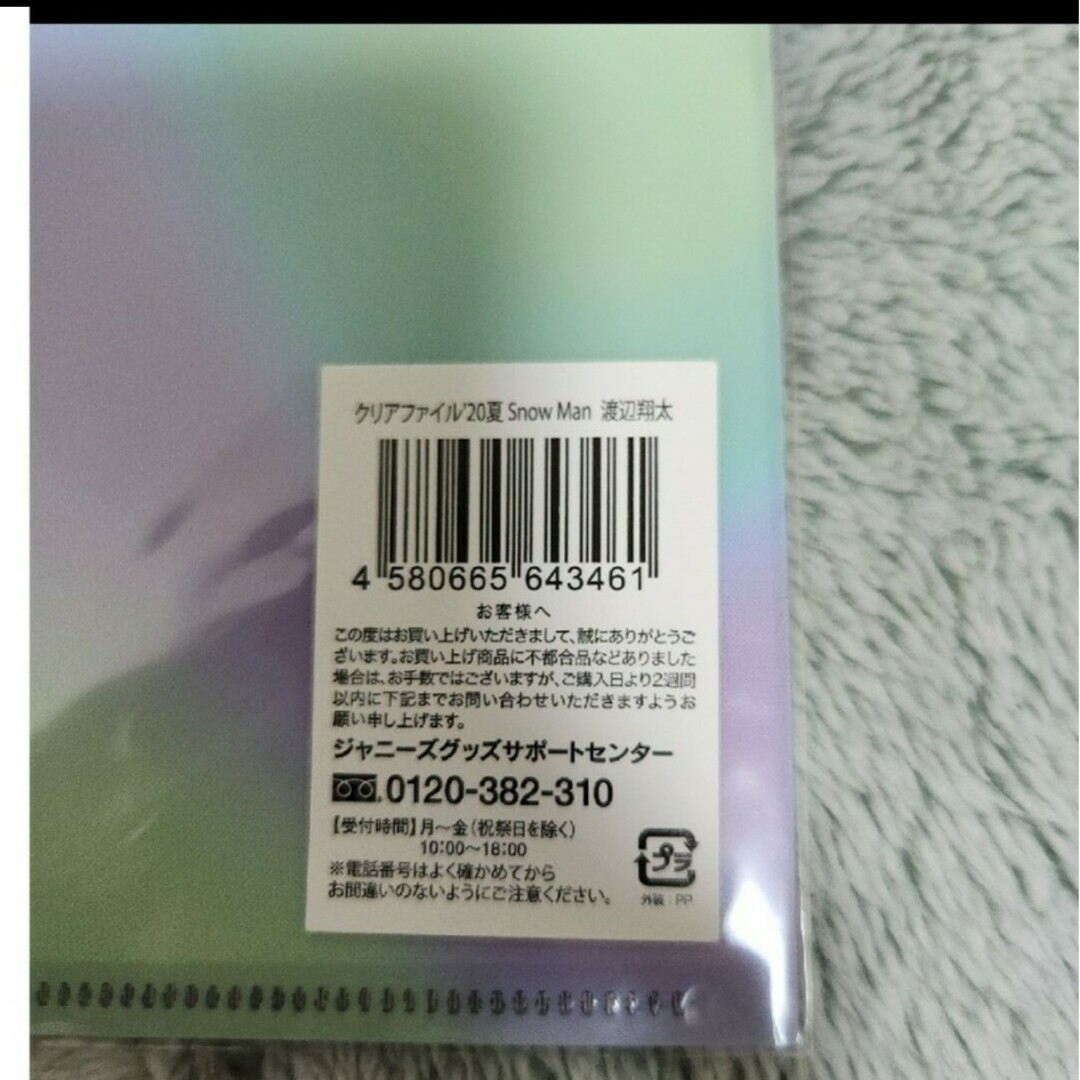 クリアファイル'20夏 Snow Man 渡辺翔太
4 580665 643461
お客様へ
この度はお買い上げいただきまして、誠にありがとうご
ざいます。お買い上げ商品に不都合品などありました
場合は、お手数ではございますが、ご購入日より2週間
以内に下記までお問い合わせいただきますようお
願い申し上げます。
ジャニーズグッズサポートセンター
0120-382-310
【受付時間】月～金(祝祭日を除く)
10:00～18:00
※電話番号はよく確かめてから
お間違いのないようにご注意ください。
プラ
外装:PP